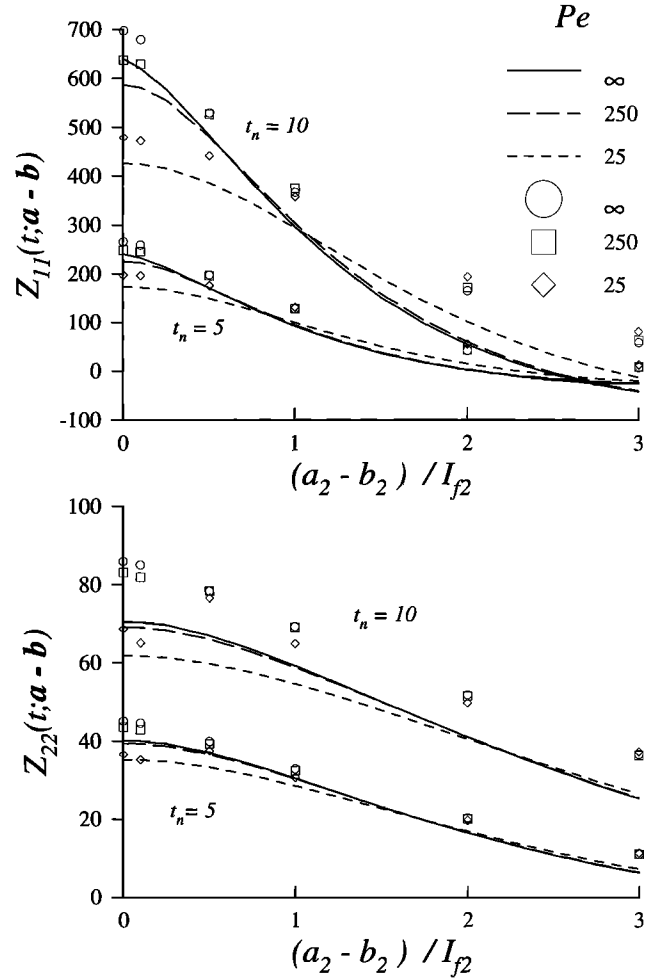 Pe
∞
250
25
∞
250
25
700
600
500
400
300
200
100
0
-100
Z11(t;a - b)
t_n = 10
t_n = 5
0 1 2 3
(a2 - b2) / I_f2
100
80
60
40
20
0
Z22(t;a - b)
t_n = 10
t_n = 5
0 1 2 3
(a2 - b2) / I_f2